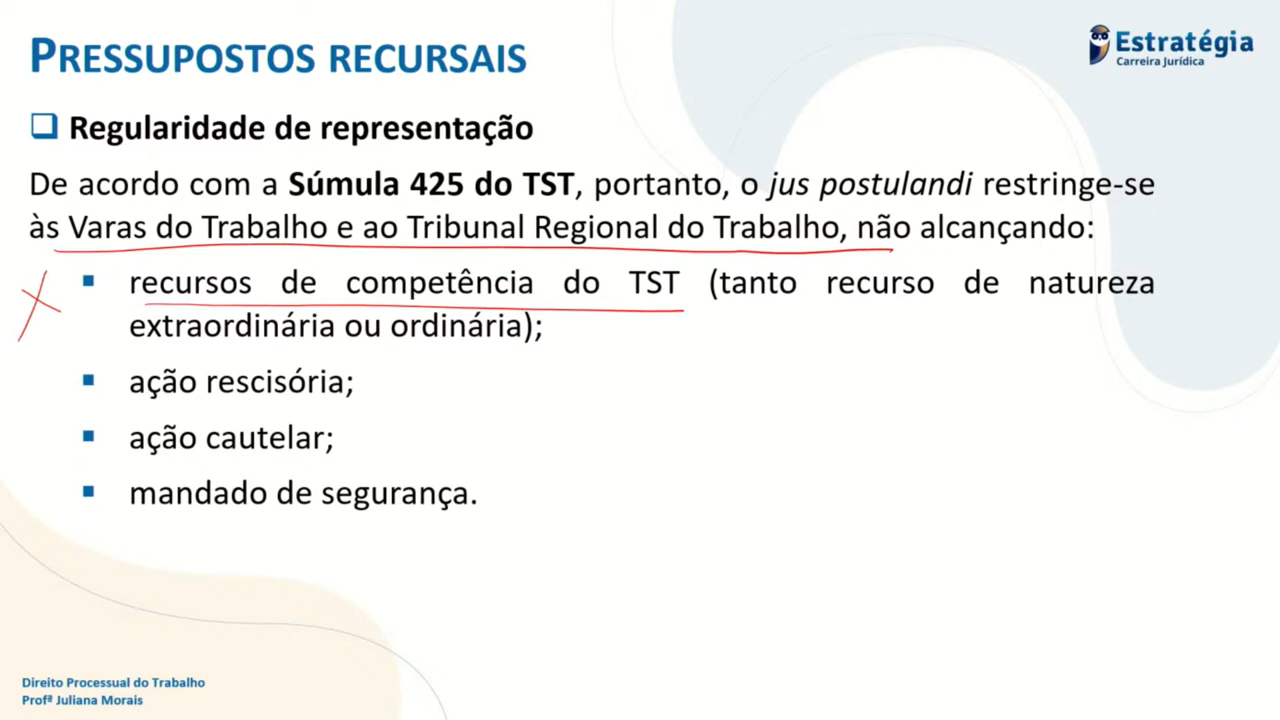 PRESSUPOSTOS RECURSAIS
Estratégia
Carreira Jurídica
Regularidade de representação
De acordo com a Súmula 425 do TST, portanto, o jus postulandi restringe-se
às Varas do Trabalho e ao Tribunal Regional do Trabalho, não alcançando:
recursos de competência do TST (tanto recurso de natureza
extraordinária ou ordinária);
ação rescisória;
ação cautelar;
mandado de segurança.
Direito Processual do Trabalho
Profª Juliana Morais